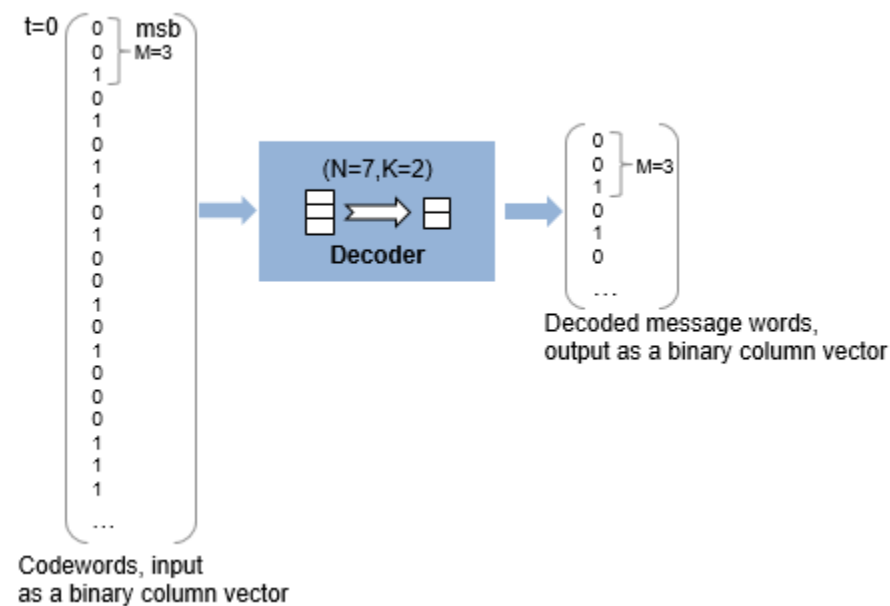 t=0
0
msb
0
M=3
1
0
1
0
1
1
0
1
0
0
1
0
1
0
0
0
1
1
1
...
Codewords, input
as a binary column vector
(N=7,K=2)
Decoder
0
0
M=3
1
0
1
0
...
Decoded message words,
output as a binary column vector